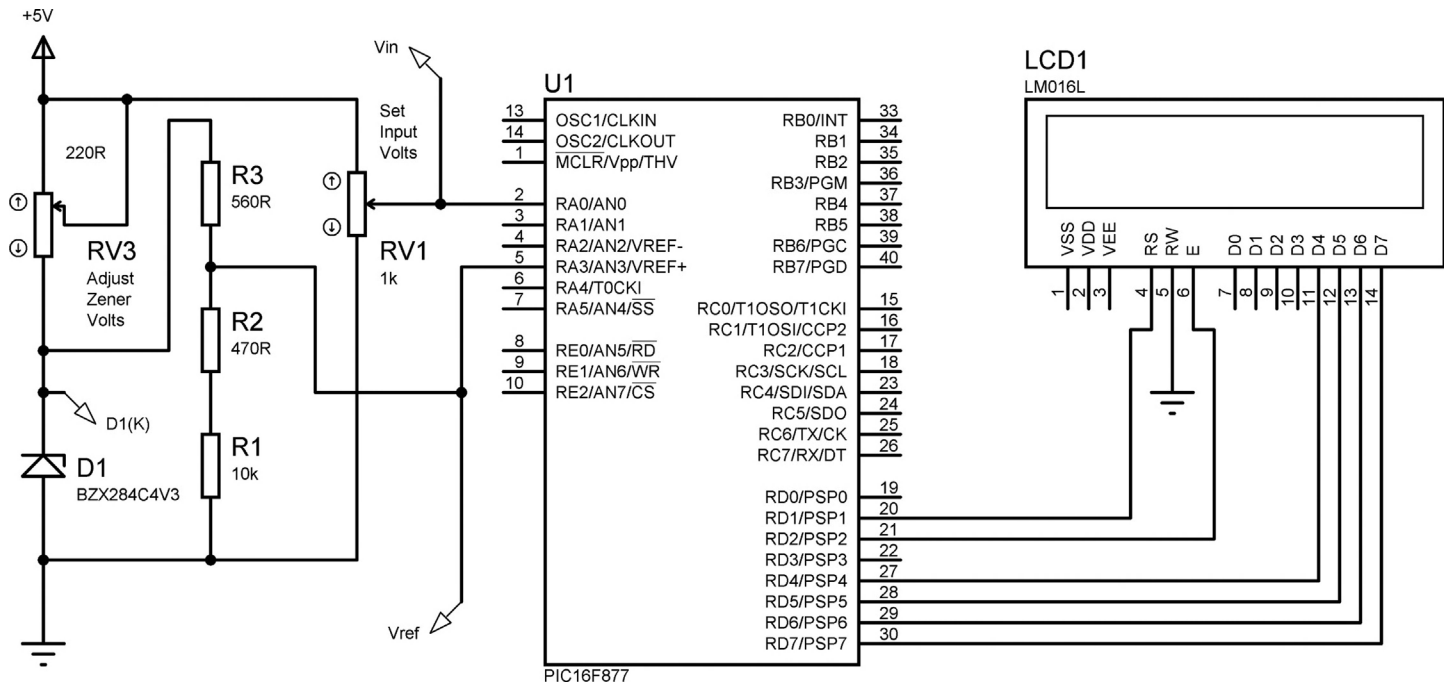 +5V
220R
RV3
Adjust
Zener
Volts
D1(K)
D1
BZX284C4V3
R3
560R
R2
470R
R1
10k
Vin
Set
Input
Volts
RV1
1k
Vref
U1
13 OSC1/CLKIN
14 OSC2/CLKOUT
1 MCLR/Vpp/THV
2 RA0/AN0
3 RA1/AN1
4 RA2/AN2/VREF-
5 RA3/AN3/VREF+
6 RA4/T0CKI
7 RA5/AN4/SS
8 RE0/AN5/RD
9 RE1/AN6/WR
10 RE2/AN7/CS
RB0/INT 33
RB1 34
RB2 35
RB3/PGM 36
RB4 37
RB5 38
RB6/PGC 39
RB7/PGD 40
RC0/T1OSO/T1CKI 15
RC1/T1OSI/CCP2 16
RC2/CCP1 17
RC3/SCK/SCL 18
RC4/SDI/SDA 23
RC5/SDO 24
RC6/TX/CK 25
RC7/RX/DT 26
RD0/PSP0 19
RD1/PSP1 20
RD2/PSP2 21
RD3/PSP3 22
RD4/PSP4 27
RD5/PSP5 28
RD6/PSP6 29
RD7/PSP7 30
PIC16F877
LCD1
LM016L
VSS 1
VDD 2
VEE 3
RS 4
RW 5
E 6
D0 7
D1 8
D2 9
D3 10
D4 11
D5 12
D6 13
D7 14